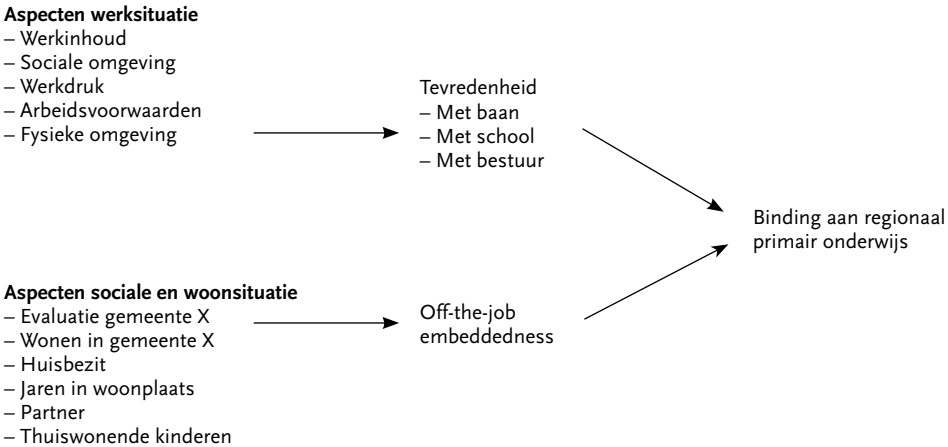 Aspecten werksituatie
– Werkinhoud
– Sociale omgeving
– Werkdruk
– Arbeidsvoorwaarden
– Fysieke omgeving
Tevredenheid
– Met baan
– Met school
– Met bestuur
Binding aan regionaal
primair onderwijs
Aspecten sociale en woonsituatie
– Evaluatie gemeente X
– Wonen in gemeente X
– Huisbezit
– Jaren in woonplaats
– Partner
– Thuiswonende kinderen
Off-the-job
embeddedness